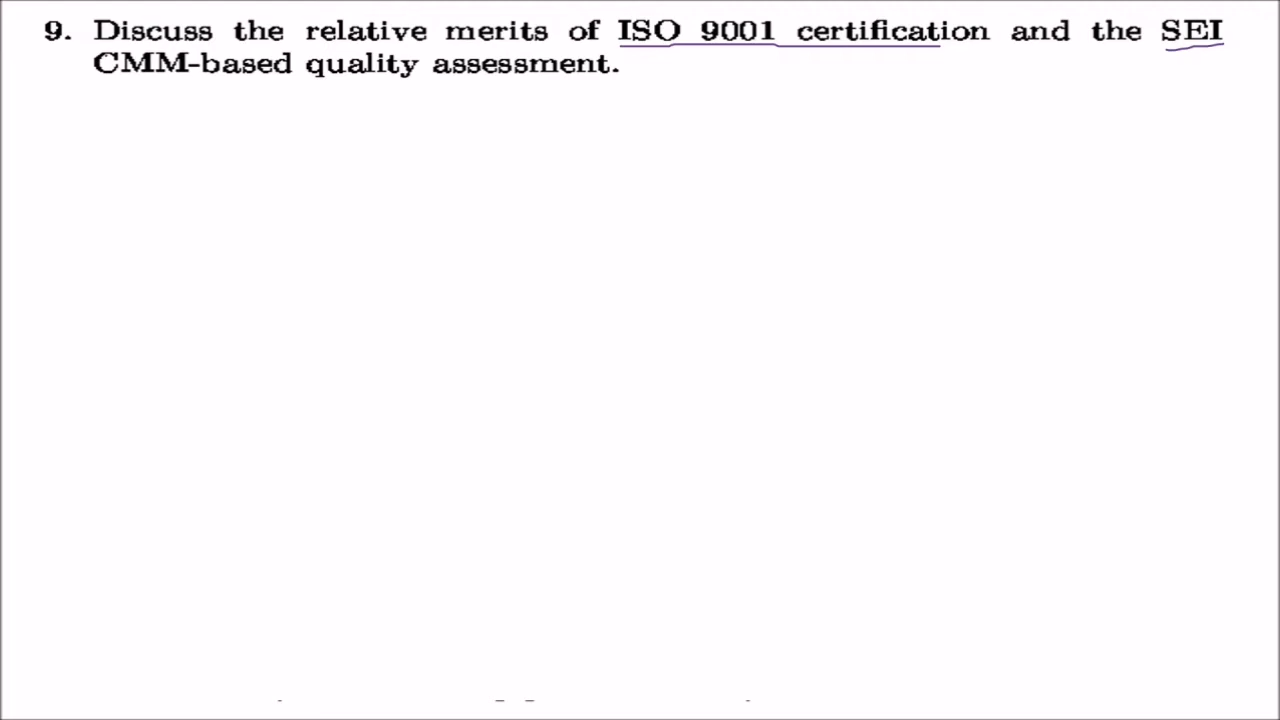 9. Discuss the relative merits of ISO 9001 certification and the SEI
CMM-based quality assessment.